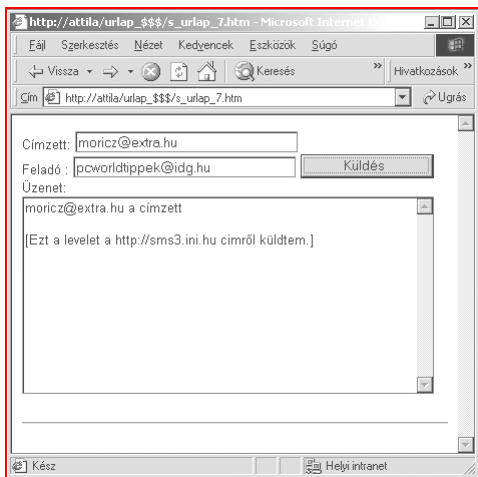 http://attila/urlap_$$$/s_urlap_7.htm - Microsoft Internet
Fájl Szerkesztés Nézet Kedvencek Eszközök Súgó
Vissza Keresés » Hivatkozások »
Cím http://attila/urlap_$$$/s_urlap_7.htm Ugrás
Címzett: moricz@extra.hu
Feladó : pcworldtippek@idg.hu Küldés
Üzenet:
moricz@extra.hu a címzett
[Ezt a levelet a http://sms3.ini.hu cimről küldtem.]
Kész Helyi intranet